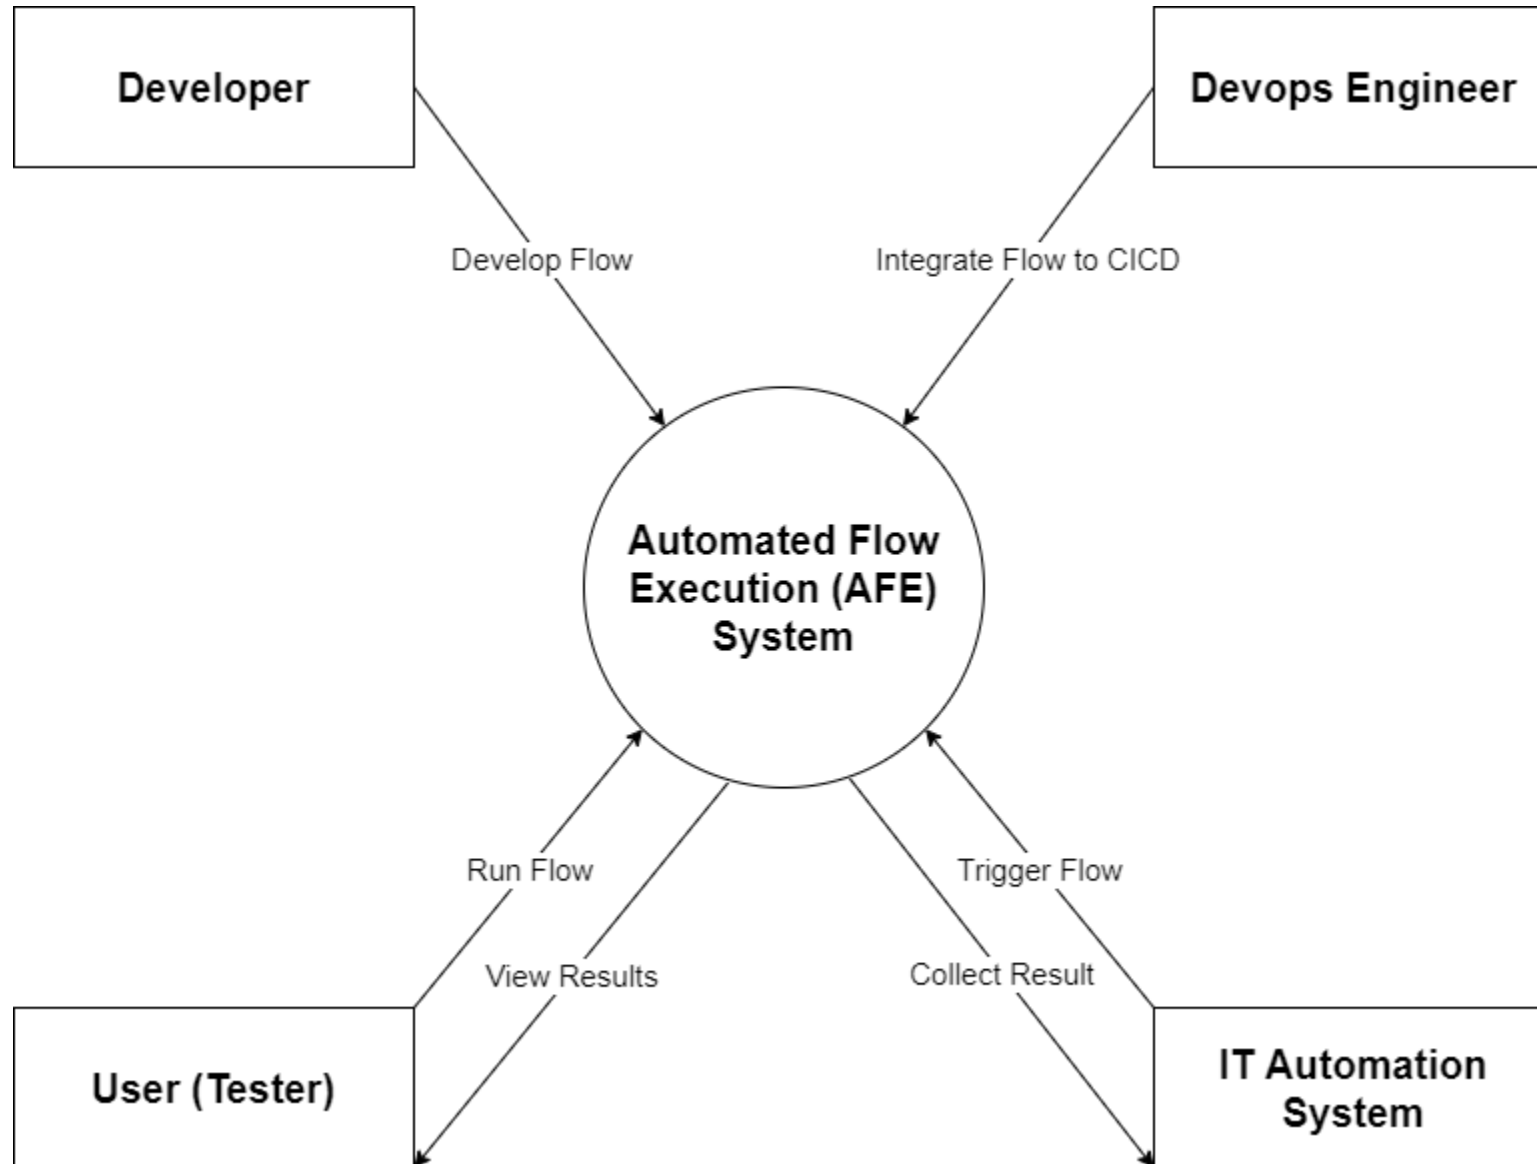 Developer
Devops Engineer
Develop Flow
Integrate Flow to CICD
Automated Flow
Execution (AFE)
System
Run Flow
Trigger Flow
View Results
Collect Result
User (Tester)
IT Automation
System